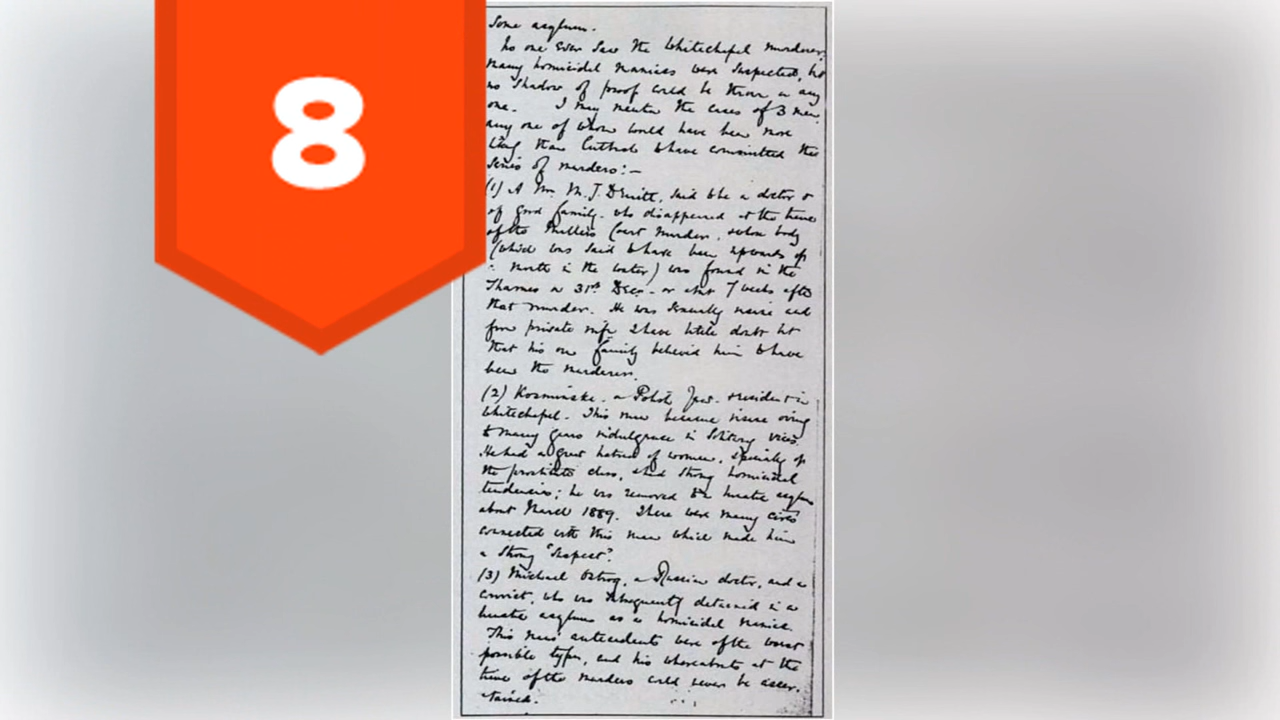 8
Some asylum.
No one ever saw the Whitechapel murderer,
many homicidal maniacs were suspected, but
no shadow of proof could be thrown on any
one. I may mention the cases of 3 men,
any one of whom would have been more
likely than Cutbush to have committed this
series of murders:—
(1) A Mr. M. J. Druitt, said to be a doctor &
of good family. who disappeared at the time
of the Miller's Court murder, whose body
(which was said to have been upwards of
month in the water) was found in the
Thames on 31st Decr. - or abt 7 weeks after
that murder. He was sexually insane and
from private inf. I have little doubt but
that his own family believed him to have
been the murderer.
(2) Kosminski, a Polish Jew. & resident in
Whitechapel. This man became insane owing
to many years indulgence in solitary vices.
He had a great hatred of women, specially of
the prostitute class, & had strong homicidal
tendencies; he was removed to a lunatic asylum
about March 1889. There were many circs
connected with this man which made him
a strong "suspect".
(3) Michael Ostrog, a Russian doctor, and a
convict, who was subsequently detained in a
lunatic asylum as a homicidal maniac.
This man's antecedents were of the worst
possible type, and his whereabouts at the
time of the murders could never be ascer-
tained.